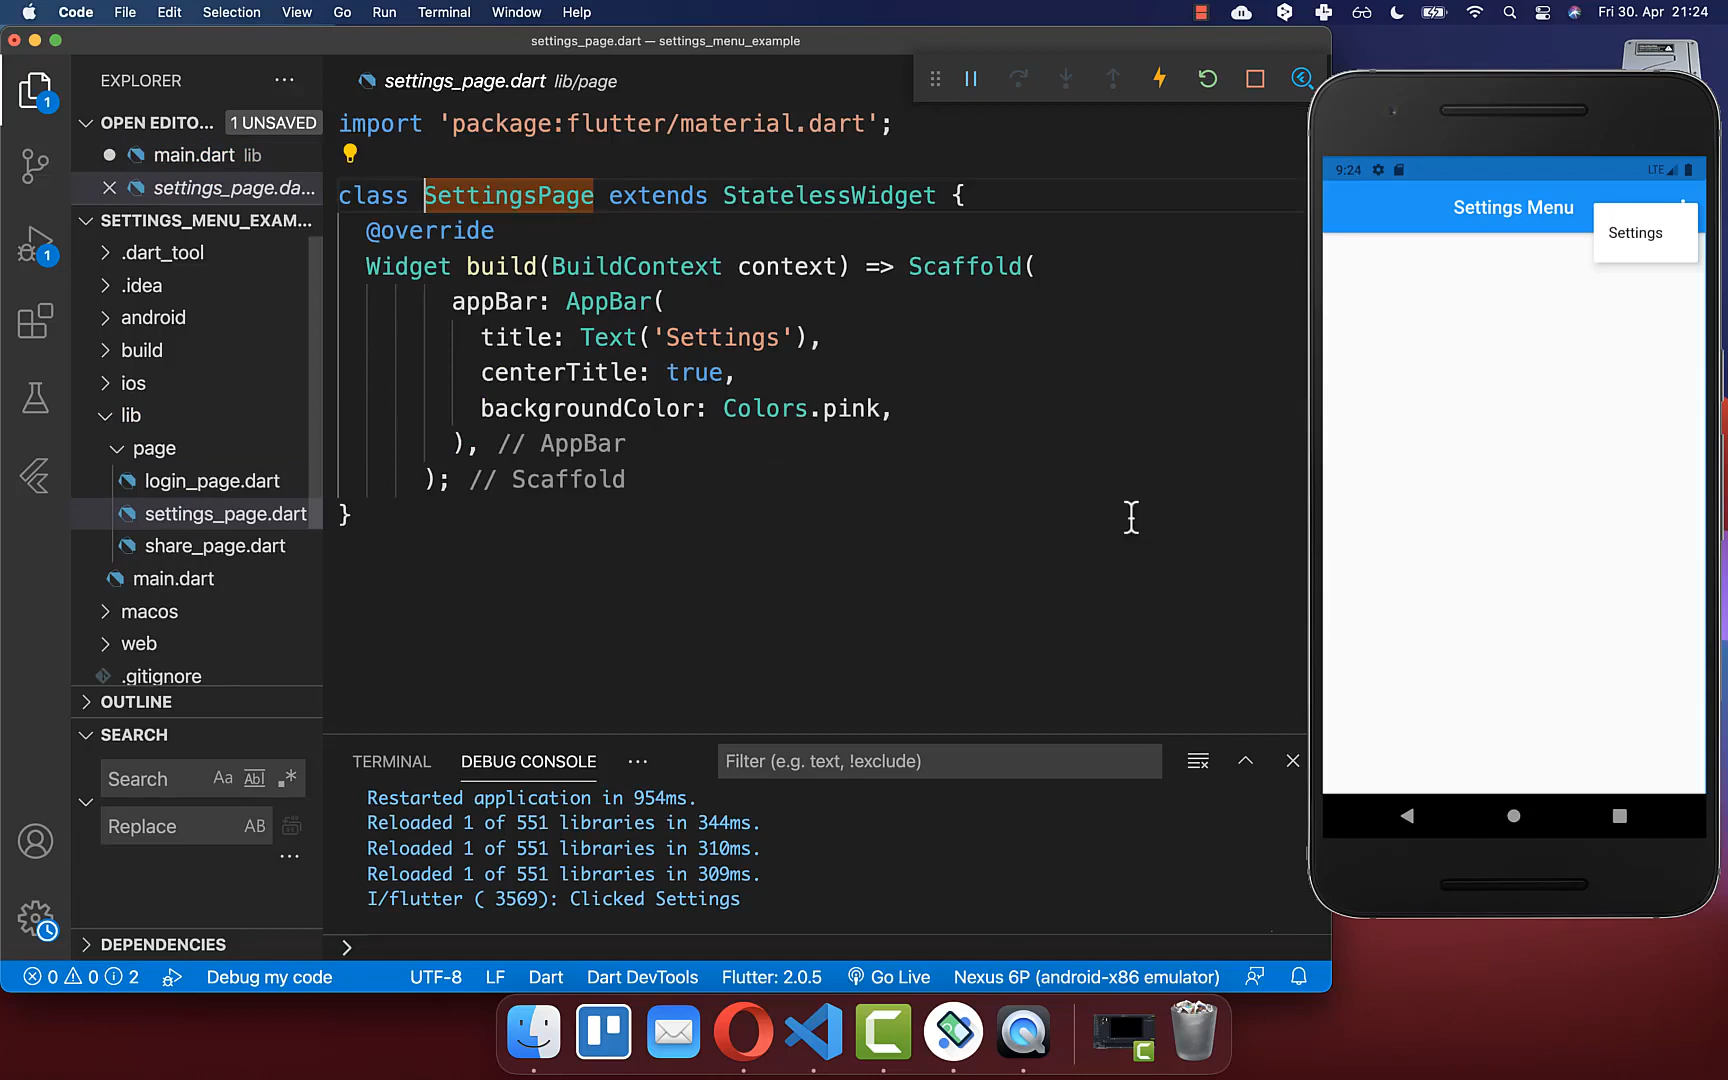 Code File Edit Selection View Go Run Terminal Window Help Fri 30. Apr 21:24
settings_page.dart — settings_menu_example
EXPLORER
OPEN EDITO... 1 UNSAVED
main.dart lib
settings_page.da...
SETTINGS_MENU_EXAM...
.dart_tool
.idea
android
build
ios
lib
page
login_page.dart
settings_page.dart
share_page.dart
main.dart
macos
web
.gitignore
OUTLINE
SEARCH
Search Aa Abl .*
Replace AB
DEPENDENCIES
1
1
settings_page.dart lib/page
import 'package:flutter/material.dart';
class SettingsPage extends StatelessWidget {
@override
Widget build(BuildContext context) => Scaffold(
appBar: AppBar(
title: Text('Settings'),
centerTitle: true,
backgroundColor: Colors.pink,
), // AppBar
); // Scaffold
}
TERMINAL DEBUG CONSOLE Filter (e.g. text, !exclude)
Restarted application in 954ms.
Reloaded 1 of 551 libraries in 344ms.
Reloaded 1 of 551 libraries in 310ms.
Reloaded 1 of 551 libraries in 309ms.
I/flutter ( 3569): Clicked Settings
0 0 2 Debug my code UTF-8 LF Dart Dart DevTools Flutter: 2.0.5 Go Live Nexus 6P (android-x86 emulator)
9:24 LTE
Settings Menu
Settings